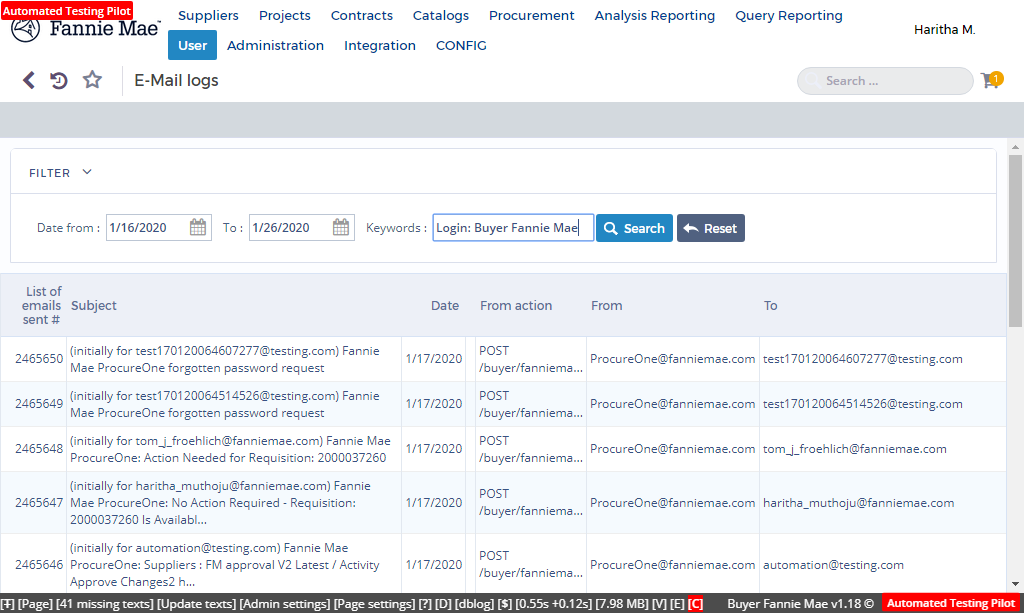 Automated Testing Pilot
Fannie Mae
Suppliers Projects Contracts Catalogs Procurement Analysis Reporting Query Reporting
User Administration Integration CONFIG
Haritha M.
E-Mail logs
Search ...
1
FILTER
Date from : 1/16/2020 To : 1/26/2020 Keywords : Login: Buyer Fannie Mae Search Reset
List of emails sent # Subject Date From action From To
2465650 (initially for test170120064607277@testing.com) Fannie Mae ProcureOne forgotten password request 1/17/2020 POST /buyer/fanniema... ProcureOne@fanniemae.com test170120064607277@testing.com
2465649 (initially for test170120064514526@testing.com) Fannie Mae ProcureOne forgotten password request 1/17/2020 POST /buyer/fanniema... ProcureOne@fanniemae.com test170120064514526@testing.com
2465648 (initially for tom_j_froehlich@fanniemae.com) Fannie Mae ProcureOne: Action Needed for Requisition: 2000037260 1/17/2020 POST /buyer/fanniema... ProcureOne@fanniemae.com tom_j_froehlich@fanniemae.com
2465647 (initially for haritha_muthoju@fanniemae.com) Fannie Mae ProcureOne: No Action Required - Requisition: 2000037260 Is Availabl... 1/17/2020 POST /buyer/fanniema... ProcureOne@fanniemae.com haritha_muthoju@fanniemae.com
2465646 (initially for automation@testing.com) Fannie Mae ProcureOne: Suppliers : FM approval V2 Latest / Activity Approve Changes2 h... 1/17/2020 POST /buyer/fanniema... ProcureOne@fanniemae.com automation@testing.com
[Ŧ] [Page] [41 missing texts] [Update texts] [Admin settings] [Page settings] [?] [D] [dblog] [$] [0.55s +0.12s] [7.98 MB] [V] [E] [C] Buyer Fannie Mae v1.18 © Automated Testing Pilot